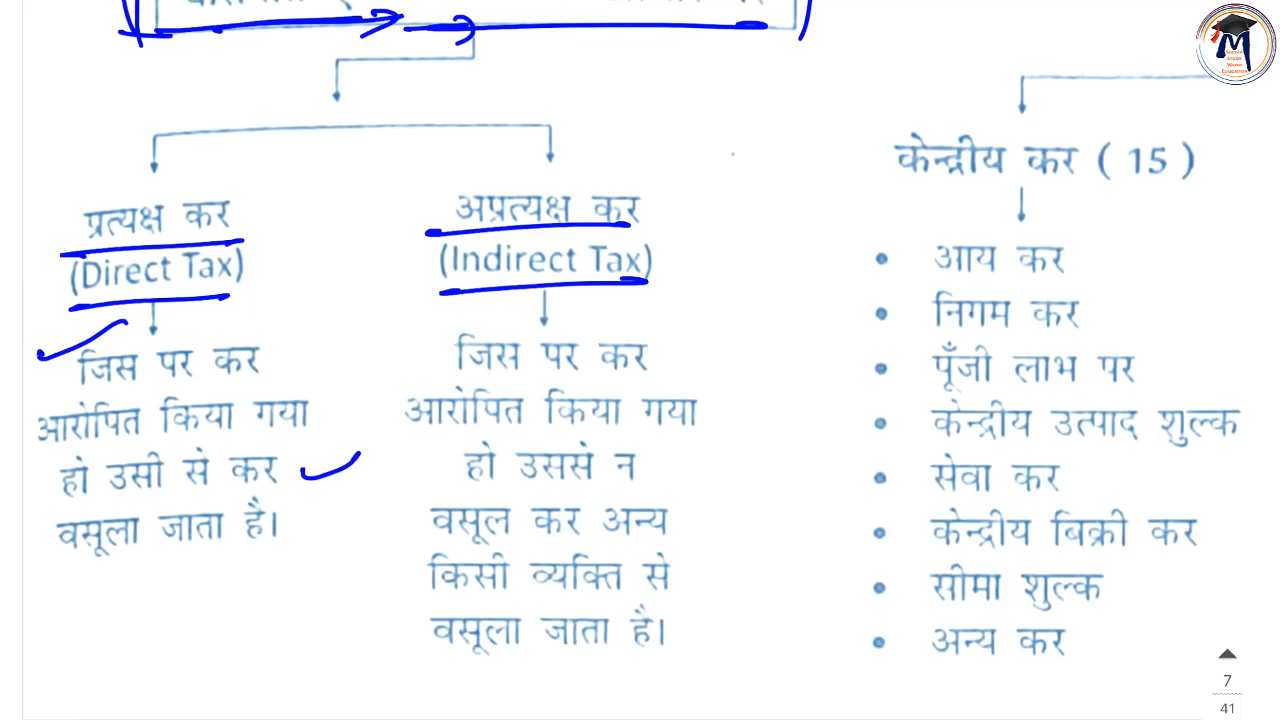 प्रत्यक्ष कर
(Direct Tax)
जिस पर कर
आरोपित किया गया
हो उसी से कर
वसूला जाता है।
अप्रत्यक्ष कर
(Indirect Tax)
जिस पर कर
आरोपित किया गया
हो उससे न
वसूल कर अन्य
किसी व्यक्ति से
वसूला जाता है।
केन्द्रीय कर ( 15 )
• आय कर
• निगम कर
• पूँजी लाभ पर
• केन्द्रीय उत्पाद शुल्क
• सेवा कर
• केन्द्रीय बिक्री कर
• सीमा शुल्क
• अन्य कर
7
41